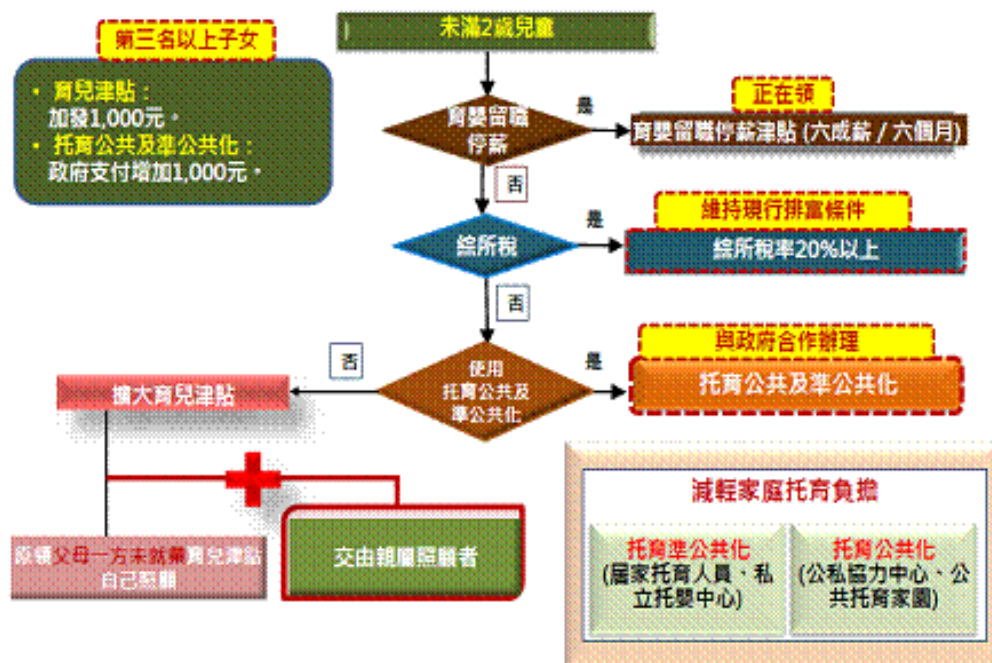 第三名以上子女
• 育兒津貼：
加發1,000元。
• 托育公共及準公共化：
政府支付增加1,000元。
未滿2歲兒童
育嬰留職
停薪
是
正在領
育嬰留職停薪津貼 (六成薪 / 六個月)
否
綜所稅
是
維持現行排富條件
綜所稅率20%以上
否
使用
托育公共及
準公共化
是
與政府合作辦理
托育公共及準公共化
否
擴大育兒津貼
原領父母一方未就業育兒津貼
自己照顧
交由親屬照顧者
減輕家庭托育負擔
托育準公共化
(居家托育人員、私
立托嬰中心)
托育公共化
(公私協力中心、公
共托育家園)